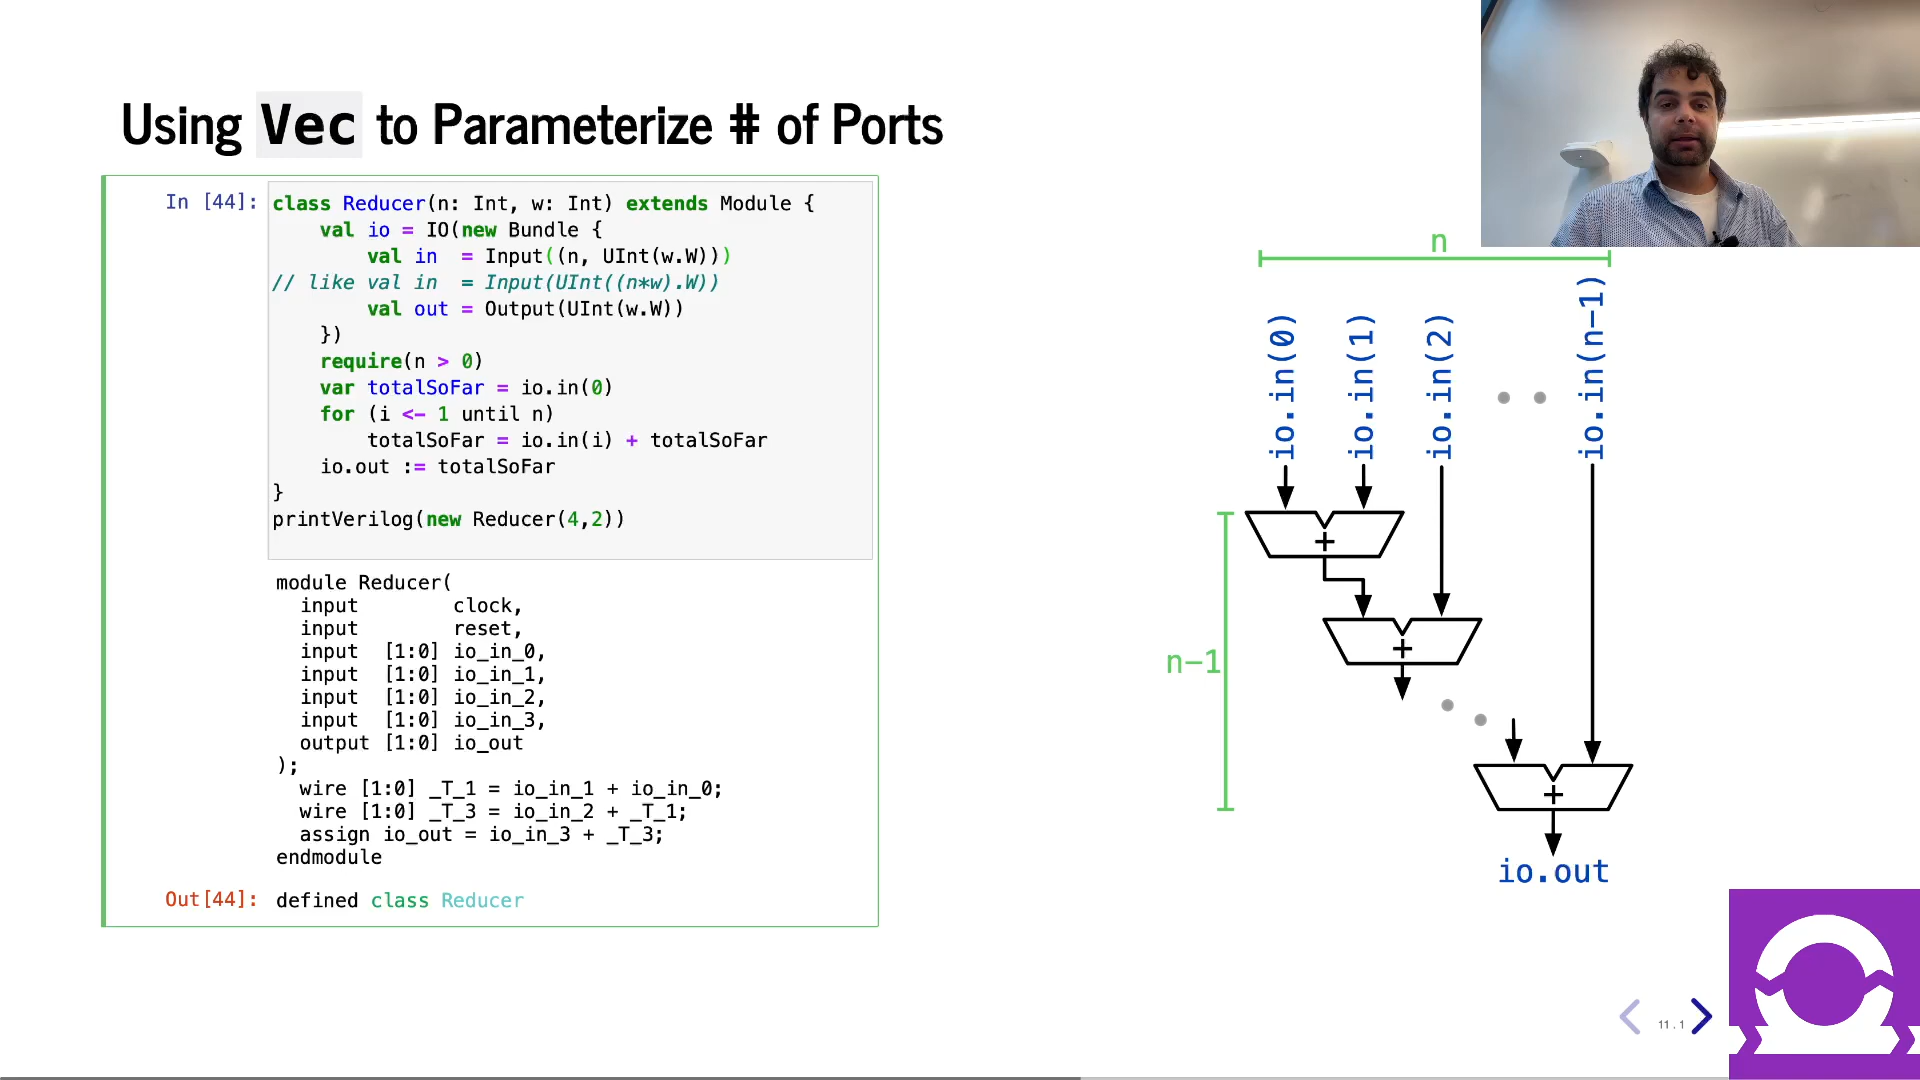 Using Vec to Parameterize # of Ports
In [44]:
class Reducer(n: Int, w: Int) extends Module {
    val io = IO(new Bundle {
        val in  = Input((n, UInt(w.W)))
// like val in  = Input(UInt((n*w).W))
        val out = Output(UInt(w.W))
    })
    require(n > 0)
    var totalSoFar = io.in(0)
    for (i <- 1 until n)
        totalSoFar = io.in(i) + totalSoFar
    io.out := totalSoFar
}
printVerilog(new Reducer(4,2))
module Reducer(
  input        clock,
  input        reset,
  input  [1:0] io_in_0,
  input  [1:0] io_in_1,
  input  [1:0] io_in_2,
  input  [1:0] io_in_3,
  output [1:0] io_out
);
  wire [1:0] _T_1 = io_in_1 + io_in_0;
  wire [1:0] _T_3 = io_in_2 + _T_1;
  assign io_out = io_in_3 + _T_3;
endmodule
Out[44]: defined class Reducer
n
io.in(0)
io.in(1)
io.in(2)
io.in(n-1)
+
+
n-1
+
io.out
11.1